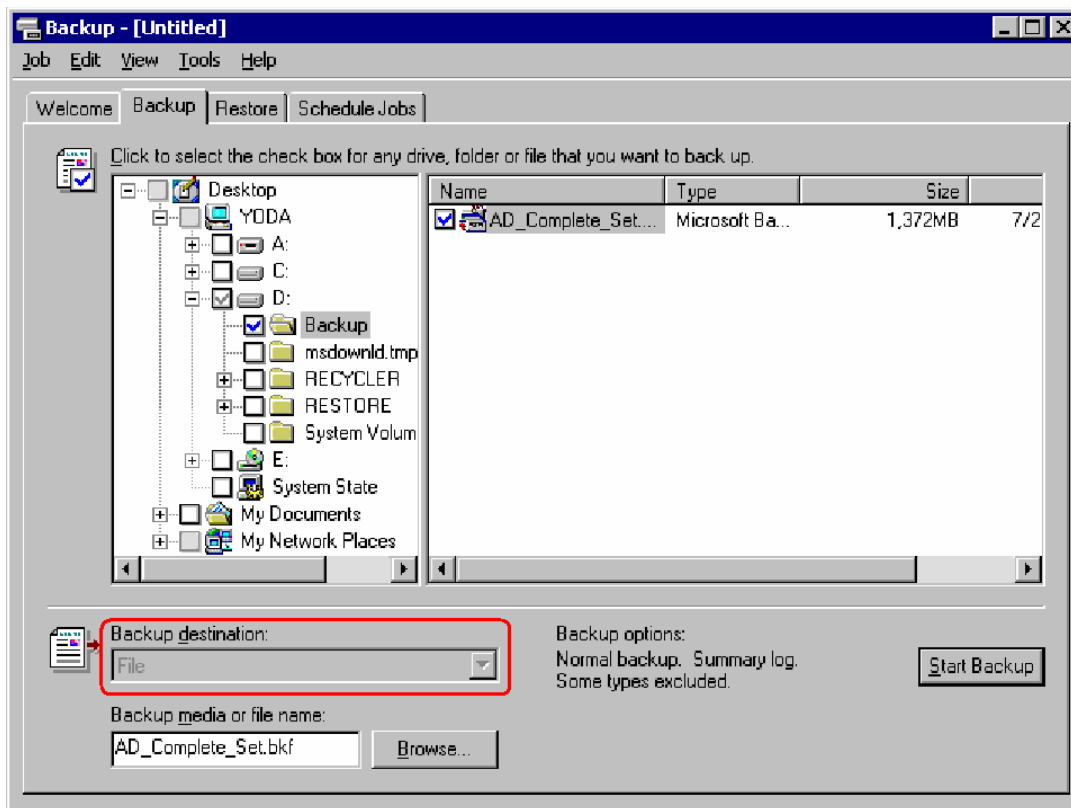 Backup - [Untitled]
Job Edit View Tools Help
Welcome Backup Restore Schedule Jobs
Click to select the check box for any drive, folder or file that you want to back up.
Desktop
YODA
A:
C:
D:
Backup
msdownld.tmp
RECYCLER
RESTORE
System Volum
E:
System State
My Documents
My Network Places
Name Type Size
AD_Complete_Set.... Microsoft Ba... 1,372MB 7/2
Backup destination:
File
Backup media or file name:
AD_Complete_Set.bkf Browse...
Backup options:
Normal backup. Summary log.
Some types excluded.
Start Backup